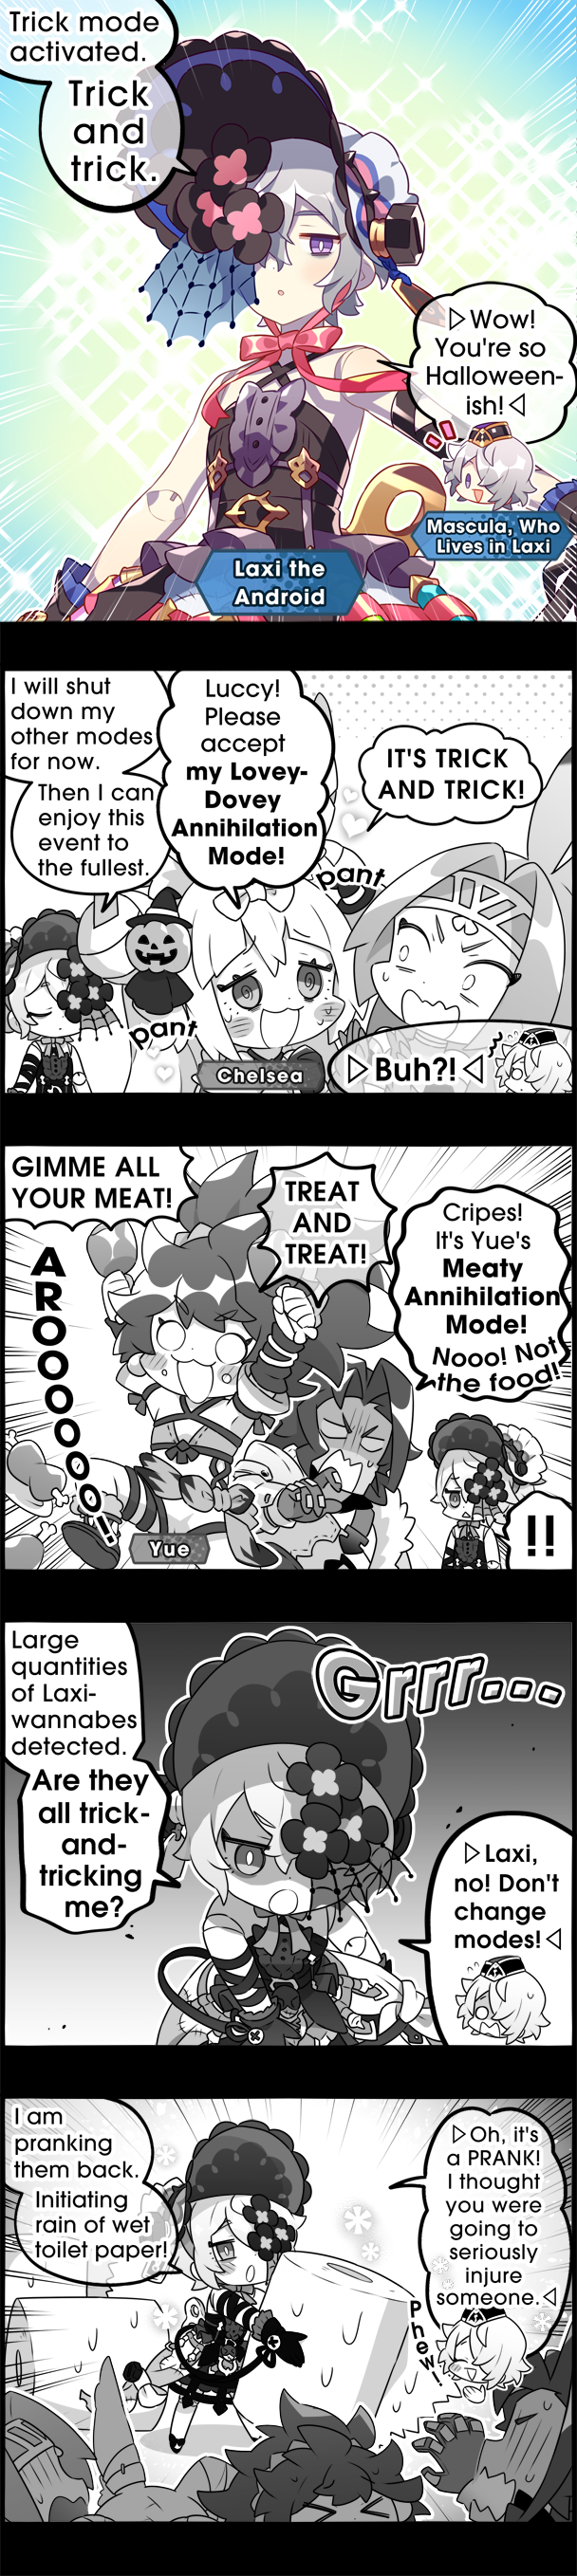 Trick mode
activated.
Trick
and
trick.
▷Wow!
You're so
Halloween-
ish!◁
Mascula, Who
Lives in Laxi
Laxi the
Android
I will shut
down my
other modes
for now.
Then I can
enjoy this
event to
the fullest.
Luccy!
Please
accept
my Lovey-
Dovey
Annihilation
Mode!
IT'S TRICK
AND TRICK!
pant
pant
Chelsea
▷Buh?!◁
GIMME ALL
YOUR MEAT!
TREAT
AND
TREAT!
Cripes!
It's Yue's
Meaty
Annihilation
Mode!
Nooo! Not
the food!
AROOOOOOO!
Yue
!!
Large
quantities
of Laxi-
wannabes
detected.
Are they
all trick-
and-
tricking
me?
Grrr...
▷Laxi,
no! Don't
change
modes!◁
I am
pranking
them back.
Initiating
rain of wet
toilet paper!
▷Oh, it's
a PRANK!
I thought
you were
going to
seriously
injure
someone.◁
Phew!